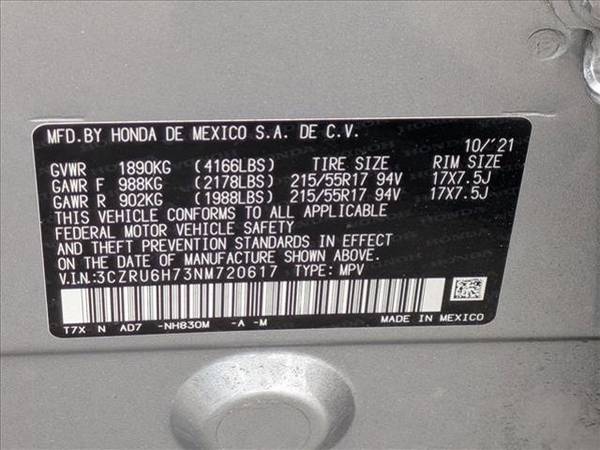 MFD.BY HONDA DE MEXICO S.A. DE C.V. 10/'21
GVWR 1890KG (4166LBS) TIRE SIZE RIM SIZE
GAWR F 988KG (2178LBS) 215/55R17 94V 17X7.5J
GAWR R 902KG (1988LBS) 215/55R17 94V 17X7.5J
THIS VEHICLE CONFORMS TO ALL APPLICABLE
FEDERAL MOTOR VEHICLE SAFETY
AND THEFT PREVENTION STANDARDS IN EFFECT
ON THE DATE OF MANUFACTURE SHOWN ABOVE.
V.I.N.:3CZRU6H73NM720617 TYPE: MPV
T7X N AD7 -NH830M -A -M MADE IN MEXICO